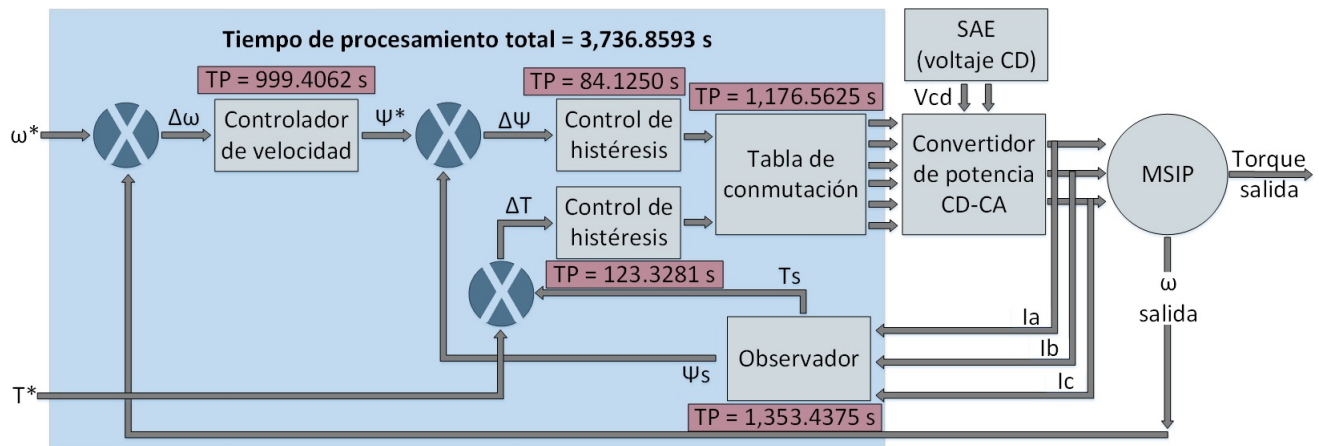 Tiempo de procesamiento total = 3,736.8593 s
SAE
(voltaje CD)
TP = 999.4062 s
TP = 84.1250 s
TP = 1,176.5625 s
Vcd
ω*
Δω
Controlador
de velocidad
Ψ*
ΔΨ
Control de
histéresis
Tabla de
conmutación
Convertidor
de potencia
CD-CA
MSIP
Torque
salida
ΔT
Control de
histéresis
TP = 123.3281 s
Ts
ω
salida
Observador
Ia
Ib
Ic
Ψs
T*
TP = 1,353.4375 s